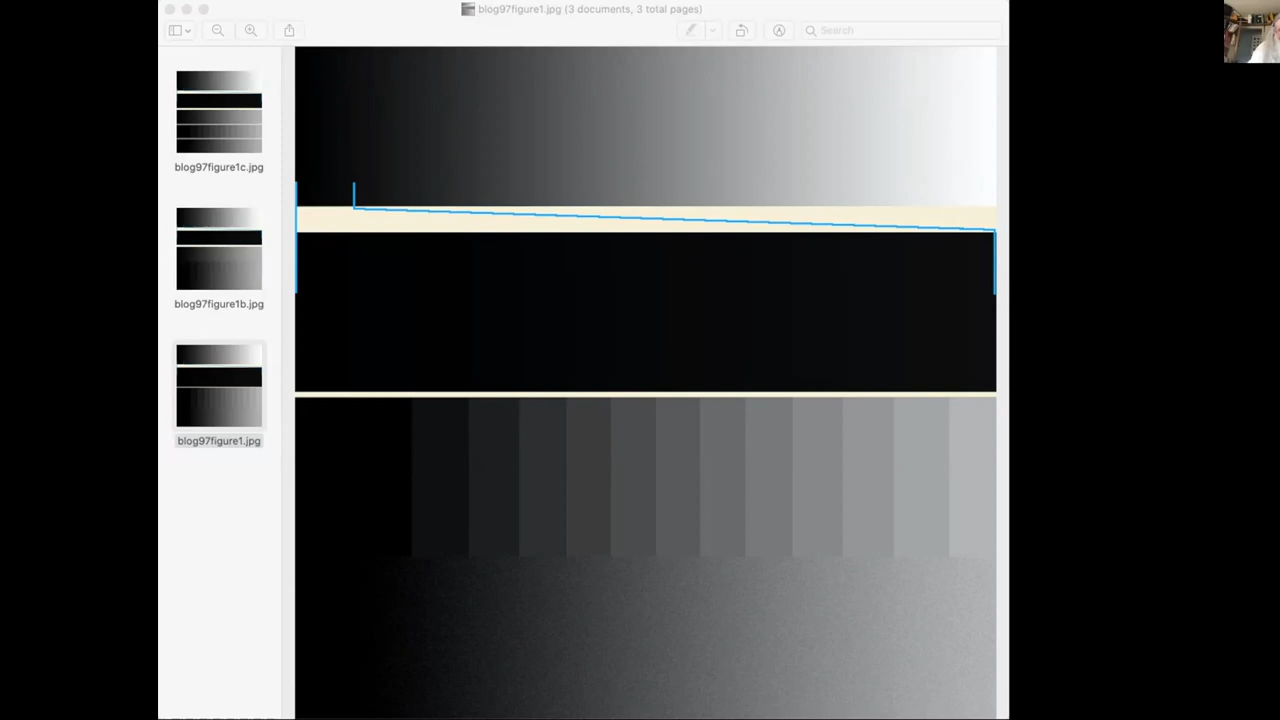 blog97figure1.jpg (3 documents, 3 total pages)
Search
blog97figure1c.jpg
blog97figure1b.jpg
blog97figure1.jpg